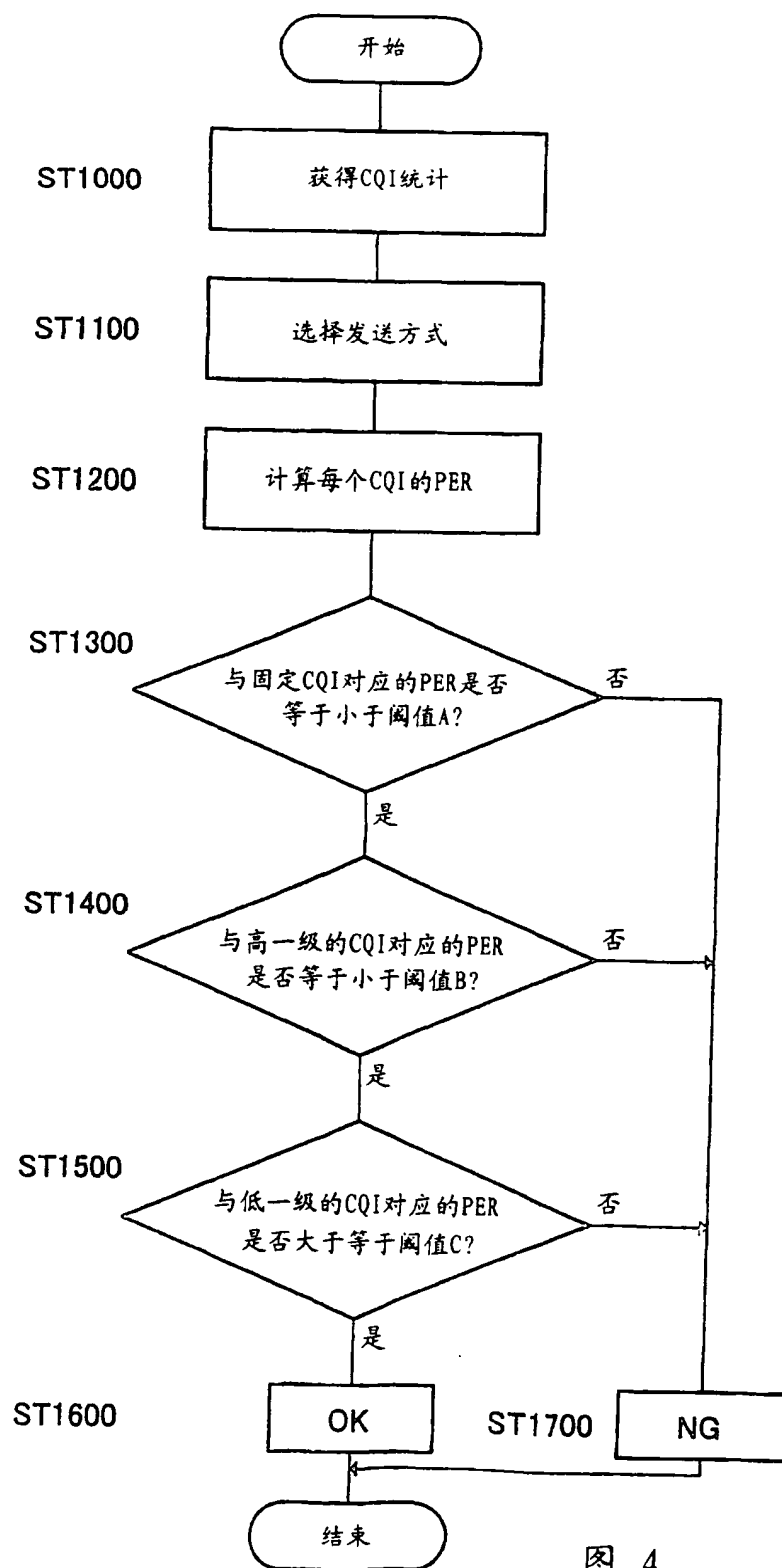 开始
ST1000
获得CQI统计
ST1100
选择发送方式
ST1200
计算每个CQI的PER
ST1300
与固定CQI对应的PER是否
等于小于阈值A?
否
是
ST1400
与高一级的CQI对应的PER
是否等于小于阈值B?
否
是
ST1500
与低一级的CQI对应的PER
是否大于等于阈值C?
否
是
ST1600
OK
ST1700
NG
结束
图 4